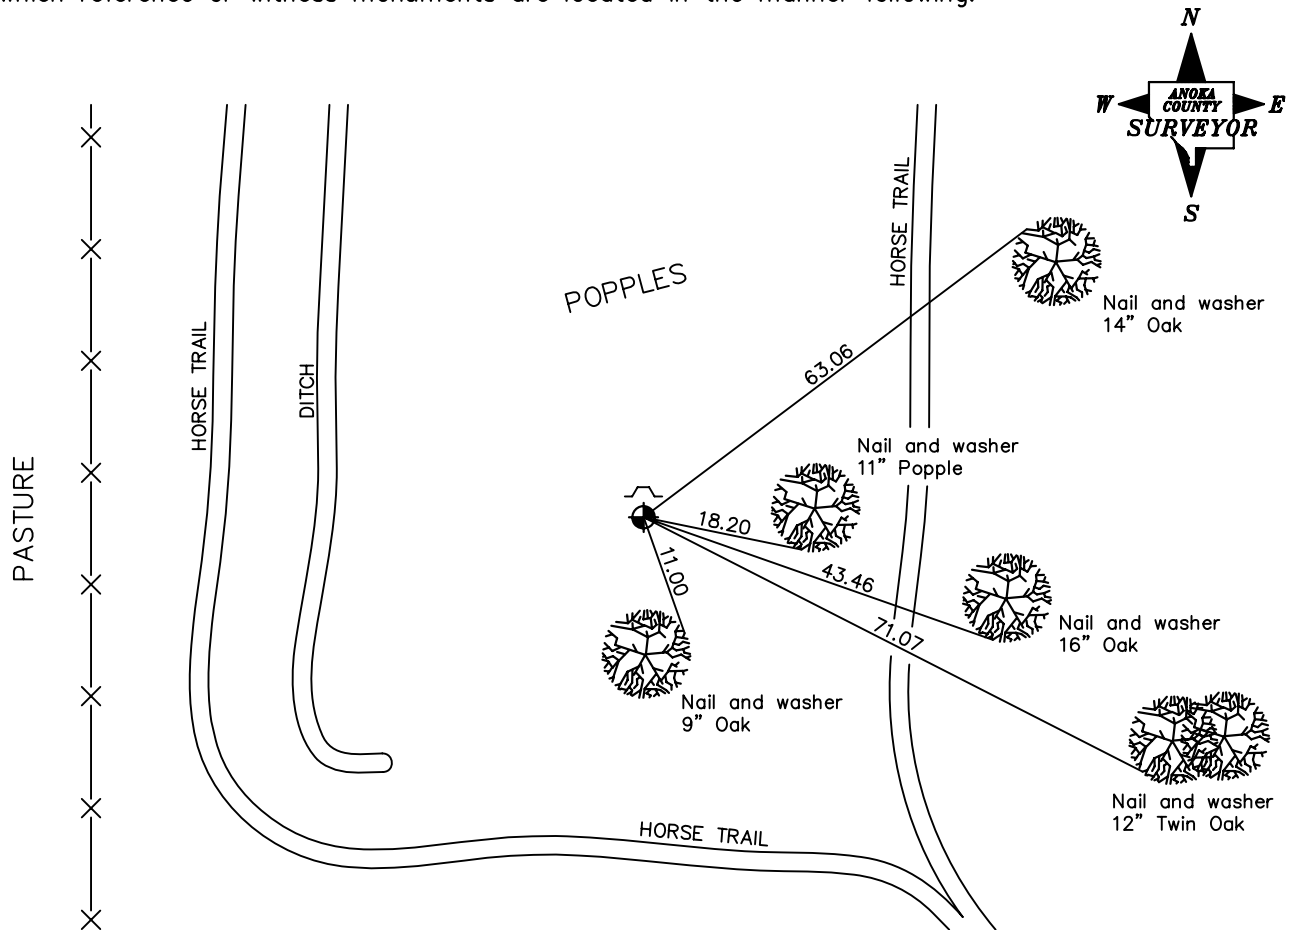 which reference or witness monuments are located in the manner following:
N
W
ANOKA
COUNTY
E
SURVEYOR
S
HORSE TRAIL
POPPLES
Nail and washer
14" Oak
HORSE TRAIL
DITCH
63.06
Nail and washer
11" Popple
PASTURE
18.20
11.00
43.46
71.07
Nail and washer
16" Oak
Nail and washer
9" Oak
Nail and washer
12" Twin Oak
HORSE TRAIL